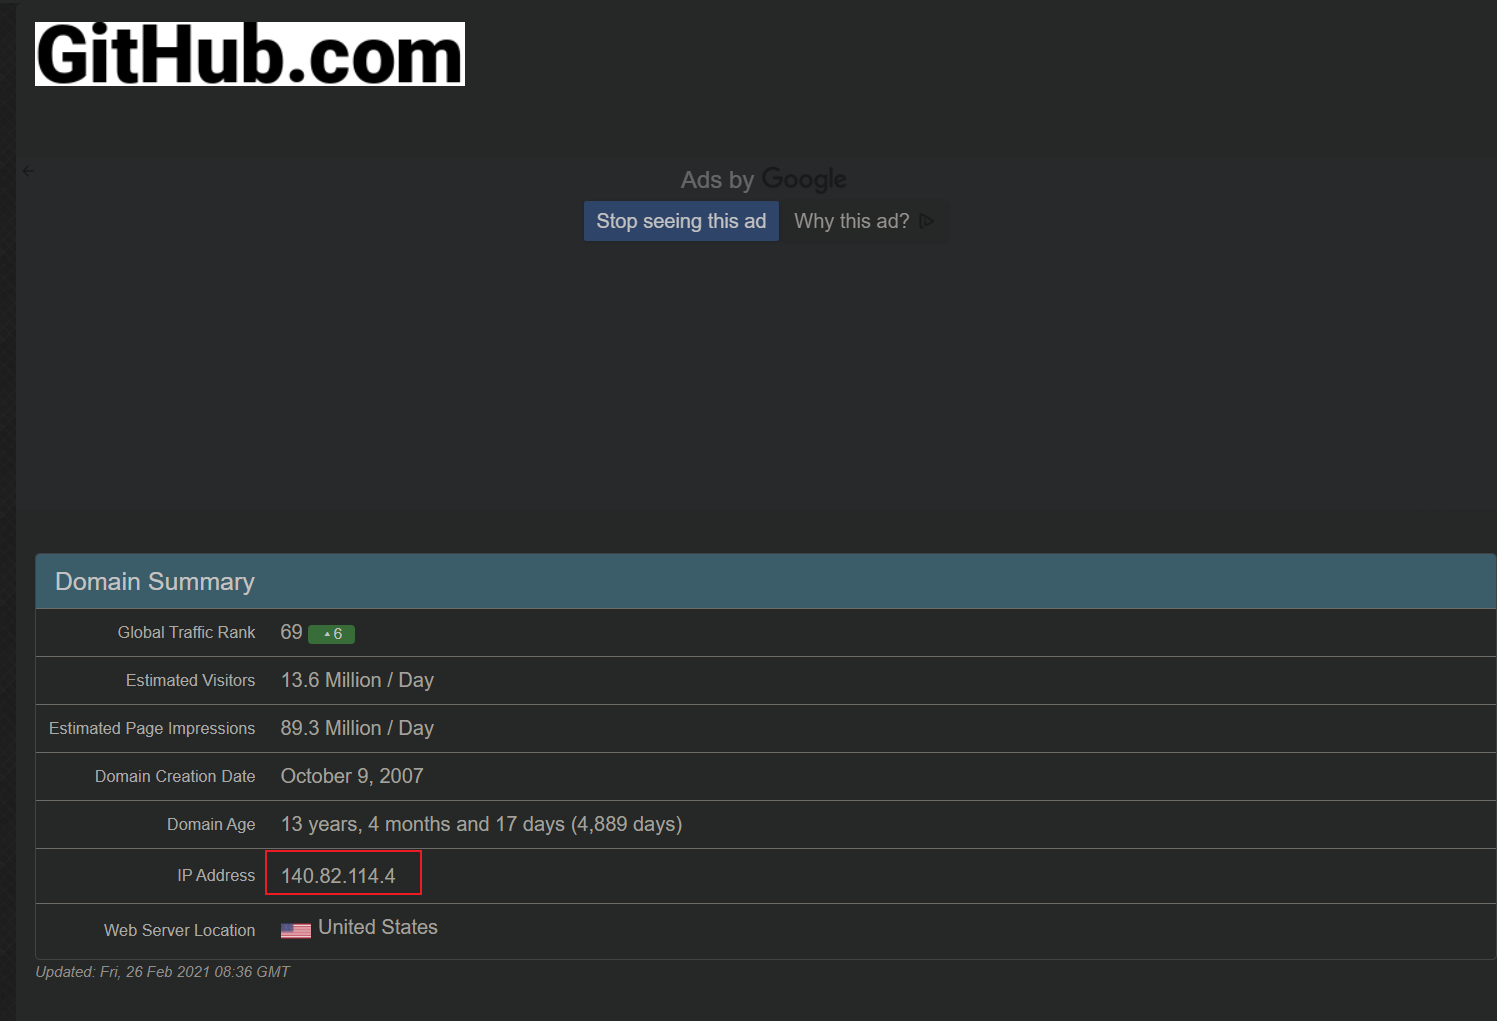 GitHub.com
Ads by Google
Stop seeing this ad Why this ad?
Domain Summary
Global Traffic Rank 69 6
Estimated Visitors 13.6 Million / Day
Estimated Page Impressions 89.3 Million / Day
Domain Creation Date October 9, 2007
Domain Age 13 years, 4 months and 17 days (4,889 days)
IP Address 140.82.114.4
Web Server Location United States
Updated: Fri, 26 Feb 2021 08:36 GMT